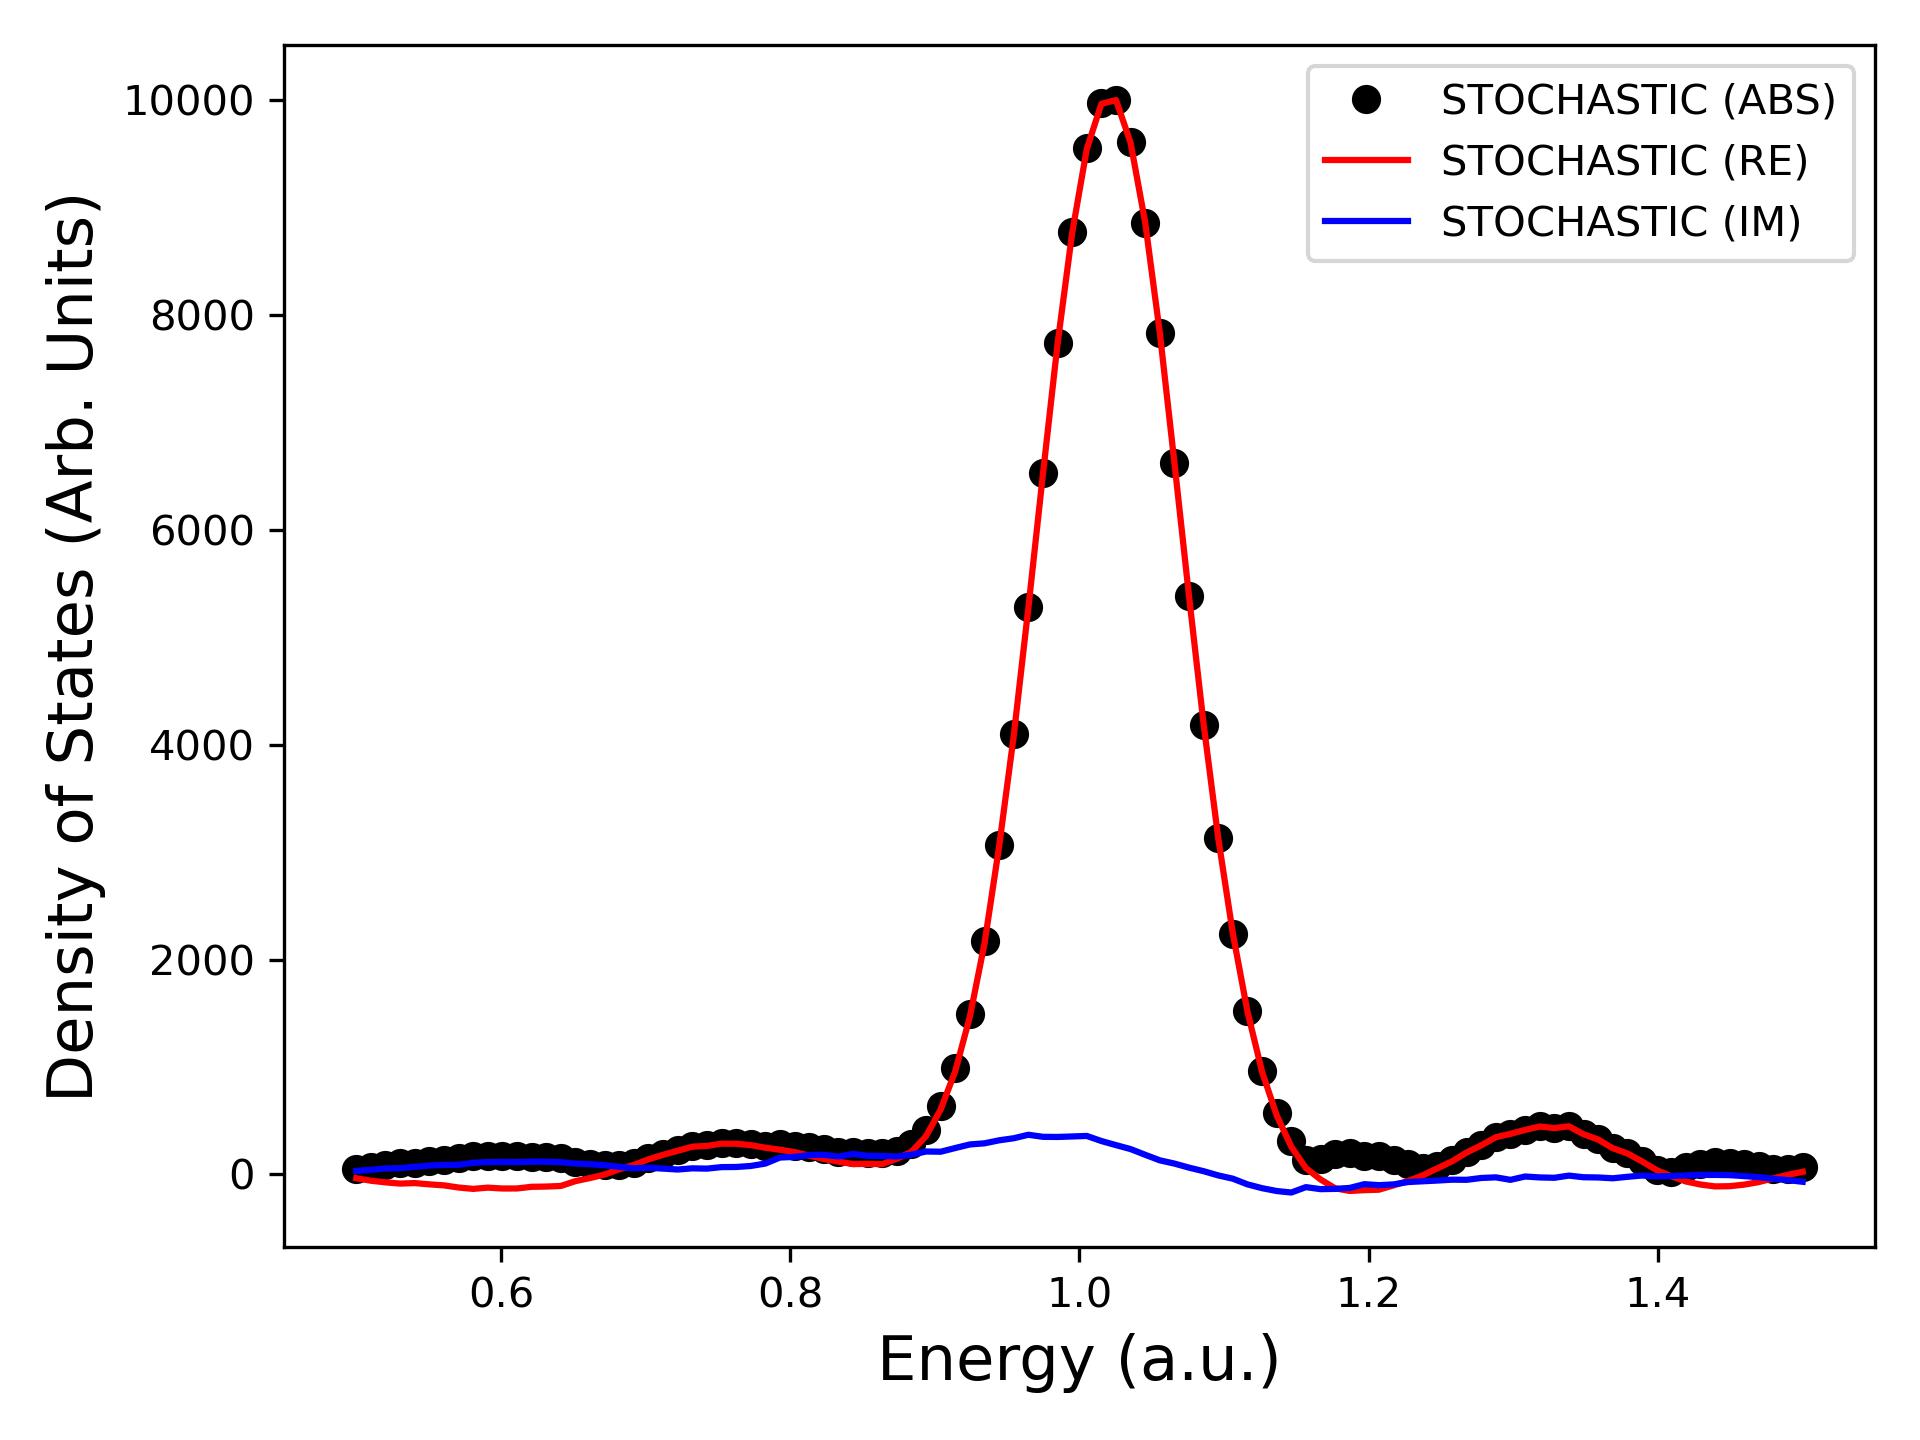 Density of States (Arb. Units)
10000
8000
6000
4000
2000
0
STOCHASTIC (ABS)
STOCHASTIC (RE)
STOCHASTIC (IM)
0.6 0.8 1.0 1.2 1.4
Energy (a.u.)